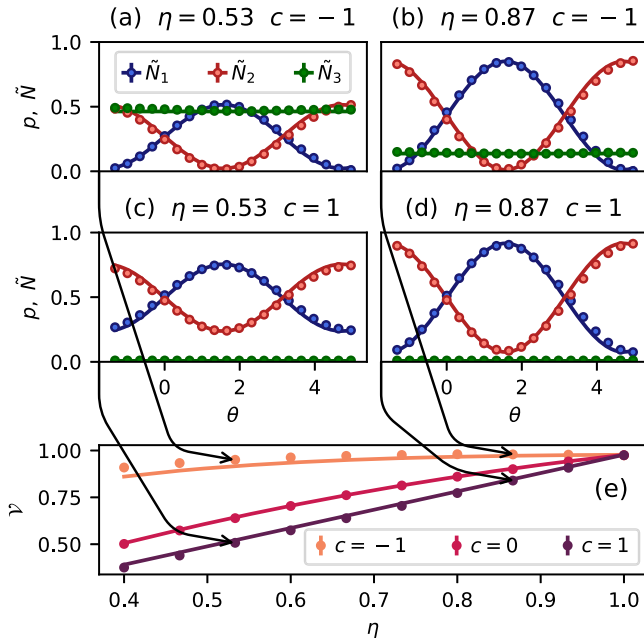 (a) η = 0.53 c = −1
(b) η = 0.87 c = −1
1.0
0.5
0.0
p, Ñ
Ñ1 Ñ2 Ñ3
(c) η = 0.53 c = 1
(d) η = 0.87 c = 1
1.0
0.5
0.0
p, Ñ
0 2 4
θ
0 2 4
θ
1.00
0.75
0.50
𝒱
(e)
c = −1 c = 0 c = 1
0.4 0.5 0.6 0.7 0.8 0.9 1.0
η